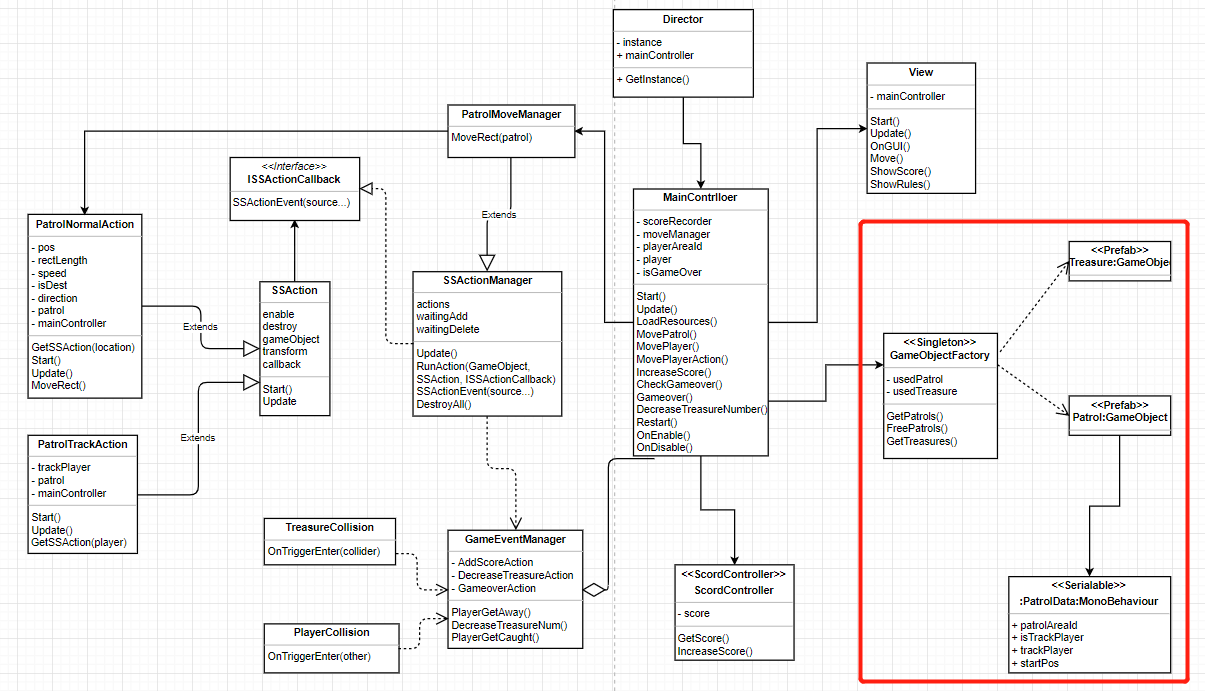 Director
- instance
+ mainController
+ GetInstance()
View
- mainController
Start()
Update()
OnGUI()
Move()
ShowScore()
ShowRules()
PatrolMoveManager
MoveRect(patrol)
<<Interface>>
ISSActionCallback
SSActionEvent(source...)
Extends
MainContrlloer
- scoreRecorder
- moveManager
- playerAreaId
- player
- isGameOver
Start()
Update()
LoadResources()
MovePatrol()
MovePlayer()
MovePlayerAction()
IncreaseScore()
CheckGameover()
Gameover()
DecreaseTreasureNumber()
Restart()
OnEnable()
OnDisable()
PatrolNormalAction
- pos
- rectLength
- speed
- isDest
- direction
- patrol
- mainController
GetSSAction(location)
Start()
Update()
MoveRect()
Extends
SSAction
enable
destroy
gameObject
transform
callback
Start()
Update
SSActionManager
actions
waitingAdd
waitingDelete
Update()
RunAction(GameObject,
SSAction, ISSActionCallback)
SSActionEvent(source...)
DestroyAll()
<<Prefab>>
Treasure:GameObje
<<Singleton>>
GameObjectFactory
- usedPatrol
- usedTreasure
GetPatrols()
FreePatrols()
GetTreasures()
<<Prefab>>
Patrol:GameObject
Extends
PatrolTrackAction
- trackPlayer
- patrol
- mainController
Start()
Update()
GetSSAction(player)
TreasureCollision
OnTriggerEnter(collider)
GameEventManager
- AddScoreAction
- DecreaseTreasureAction
- GameoverAction
PlayerGetAway()
DecreaseTreasureNum()
PlayerGetCaught()
PlayerCollision
OnTriggerEnter(other)
<<ScordController>>
ScordController
- score
GetScore()
IncreaseScore()
<<Serialable>>
:PatrolData:MonoBehaviour
+ patrolAreaId
+ isTrackPlayer
+ trackPlayer
+ startPos